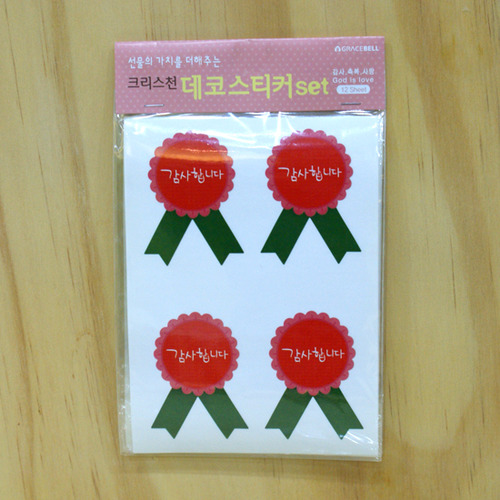 선물의 가치를 더해주는
크리스천 데코스티커set
GRACEBELL
감사,축복,사랑
God is love
12 Sheet
감사합니다
감사합니다
감사합니다
감사합니다